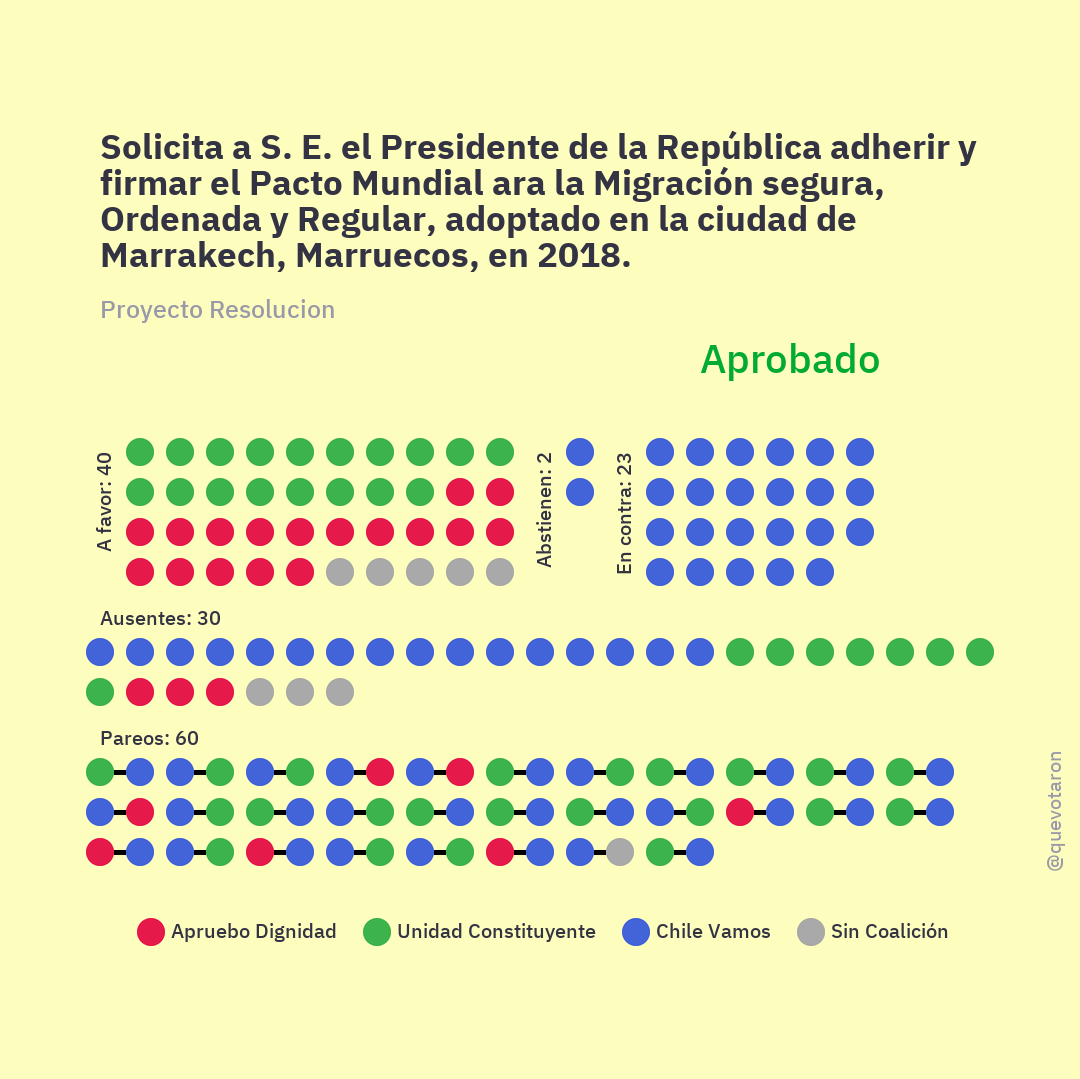 Solicita a S. E. el Presidente de la República adherir y
firmar el Pacto Mundial ara la Migración segura,
Ordenada y Regular, adoptado en la ciudad de
Marrakech, Marruecos, en 2018.
Proyecto Resolucion
Aprobado
A favor: 40
Abstienen: 2
En contra: 23
Ausentes: 30
Pareos: 60
@quevotaron
Apruebo Dignidad
Unidad Constituyente
Chile Vamos
Sin Coalición